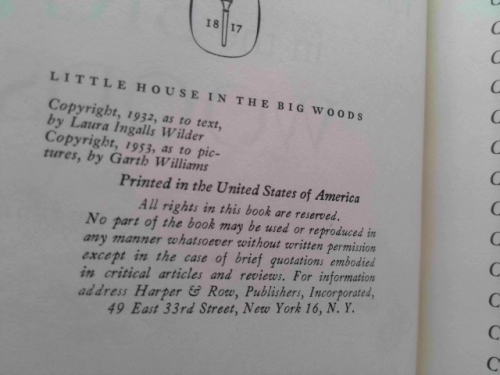 18 17
LITTLE HOUSE IN THE BIG WOODS
Copyright, 1932, as to text,
by Laura Ingalls Wilder
Copyright, 1953, as to pic-
tures, by Garth Williams
Printed in the United States of America
All rights in this book are reserved.
No part of the book may be used or reproduced in
any manner whatsoever without written permission
except in the case of brief quotations embodied
in critical articles and reviews. For information
address Harper & Row, Publishers, Incorporated,
49 East 33rd Street, New York 16, N. Y.